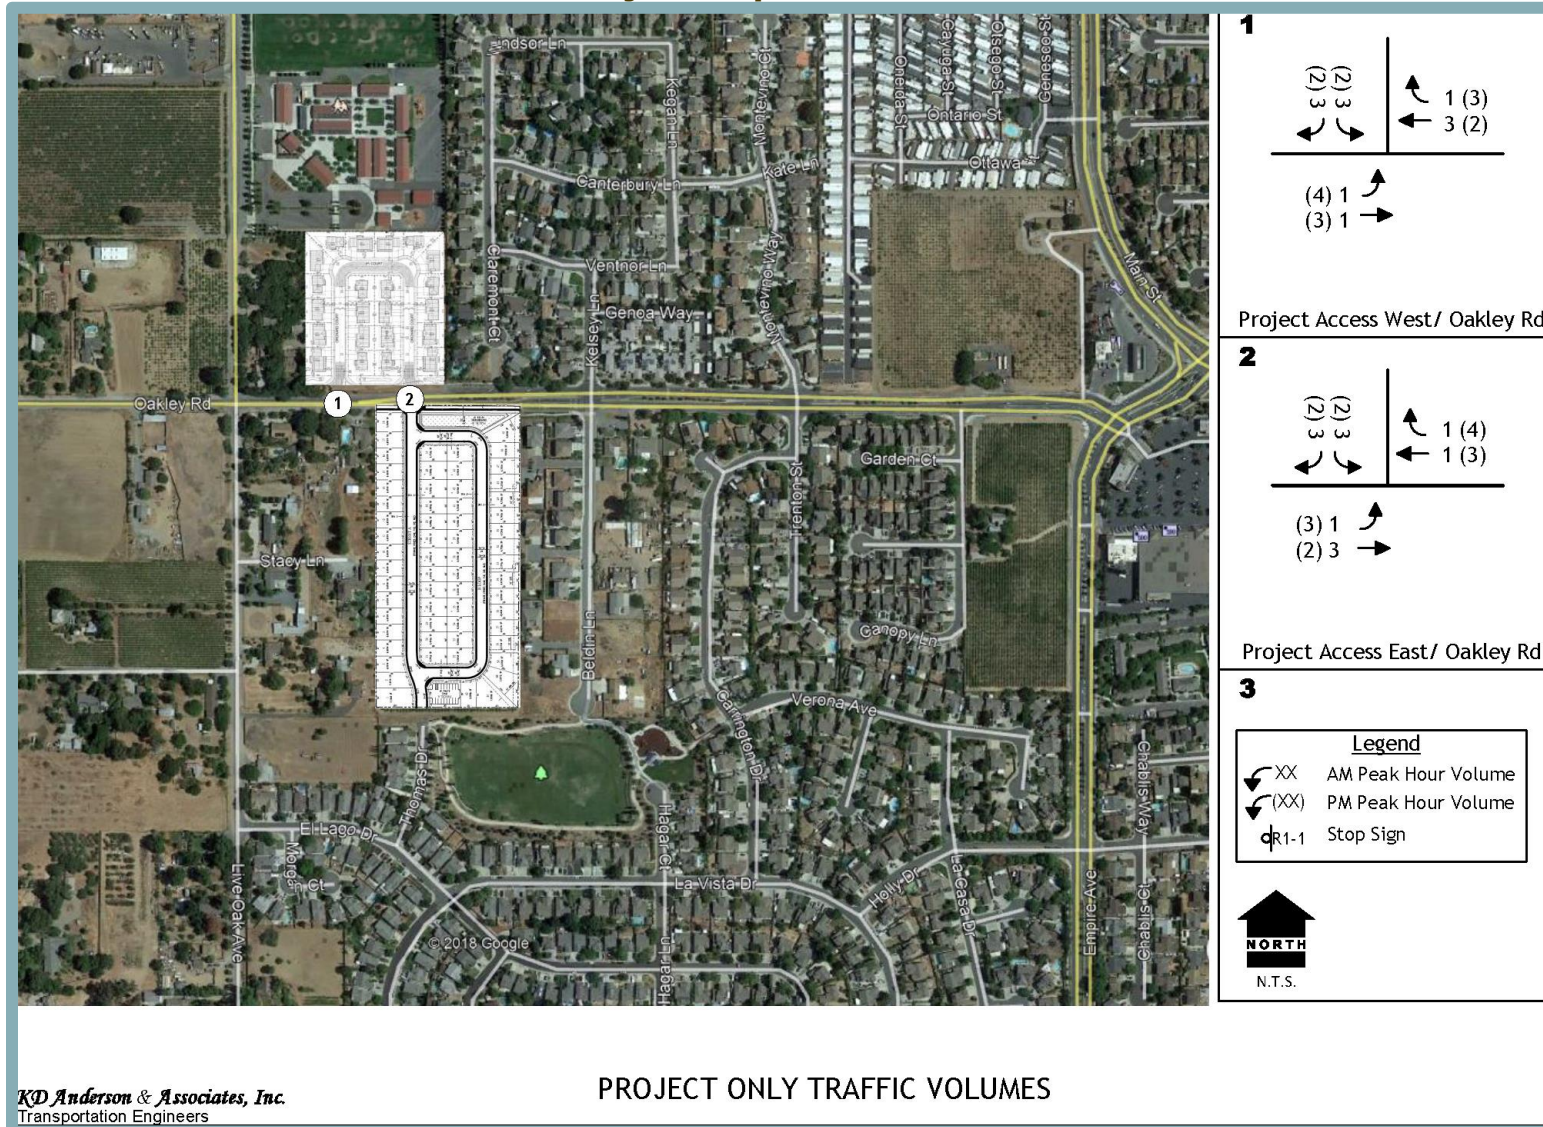 Windsor Ln
Kegan Ln
Montevino Ct
Oneida St
Cayuga St
Otsego St
Genesco St
Ontario St
Ottawa
Canterbury Ln
Kate Ln
Claremont Ct
Ventnor Ln
Kelsey Ln
Genoa Way
Montevino Way
Main St
Oakley Rd
1
2
Stacy Ln
Garden Ct
Trenton St
Canopy Ln
Beldin Ln
Verona Ave
Carrington Dr
Thomas Dr
El Lago Dr
Morgan Ct
Live Oak Ave
Hagar Ct
La Vista Dr
Holly Dr
La Casa Dr
Hagar Ln
Empire Ave
Chablis Way
Chablis Ct
© 2018 Google
1
(2) 3
(2) 3
1 (3)
3 (2)
(4) 1
(3) 1
Project Access West/ Oakley Rd
2
(2) 3
(2) 3
1 (4)
1 (3)
(3) 1
(2) 3
Project Access East/ Oakley Rd
3
Legend
XX AM Peak Hour Volume
(XX) PM Peak Hour Volume
R1-1 Stop Sign
NORTH
N.T.S.
KD Anderson & Associates, Inc.
Transportation Engineers
PROJECT ONLY TRAFFIC VOLUMES